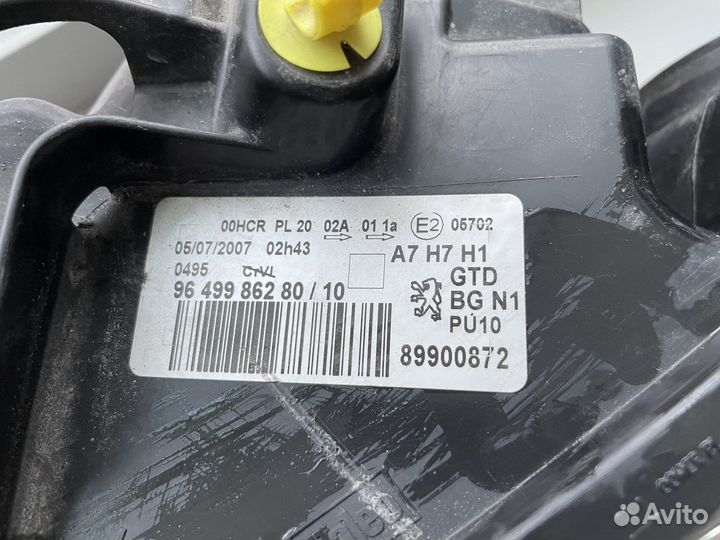 00HCR PL 20 02A 01 1a E2 05702
05/07/2007 02h43 A7 H7 H1
0495 GTD
96 499 862 80 / 10 BG N1
PU10
89900872
Avito